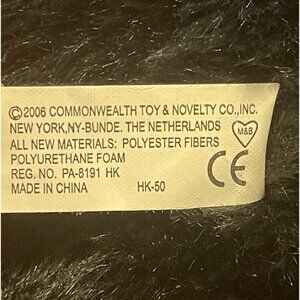 ©2006 COMMONWEALTH TOY & NOVELTY CO.,INC.
NEW YORK,NY-BUNDE. THE NETHERLANDS
M&B
ALL NEW MATERIALS: POLYESTER FIBERS
POLYURETHANE FOAM
REG. NO. PA-8191 HK
CE
MADE IN CHINA HK-50